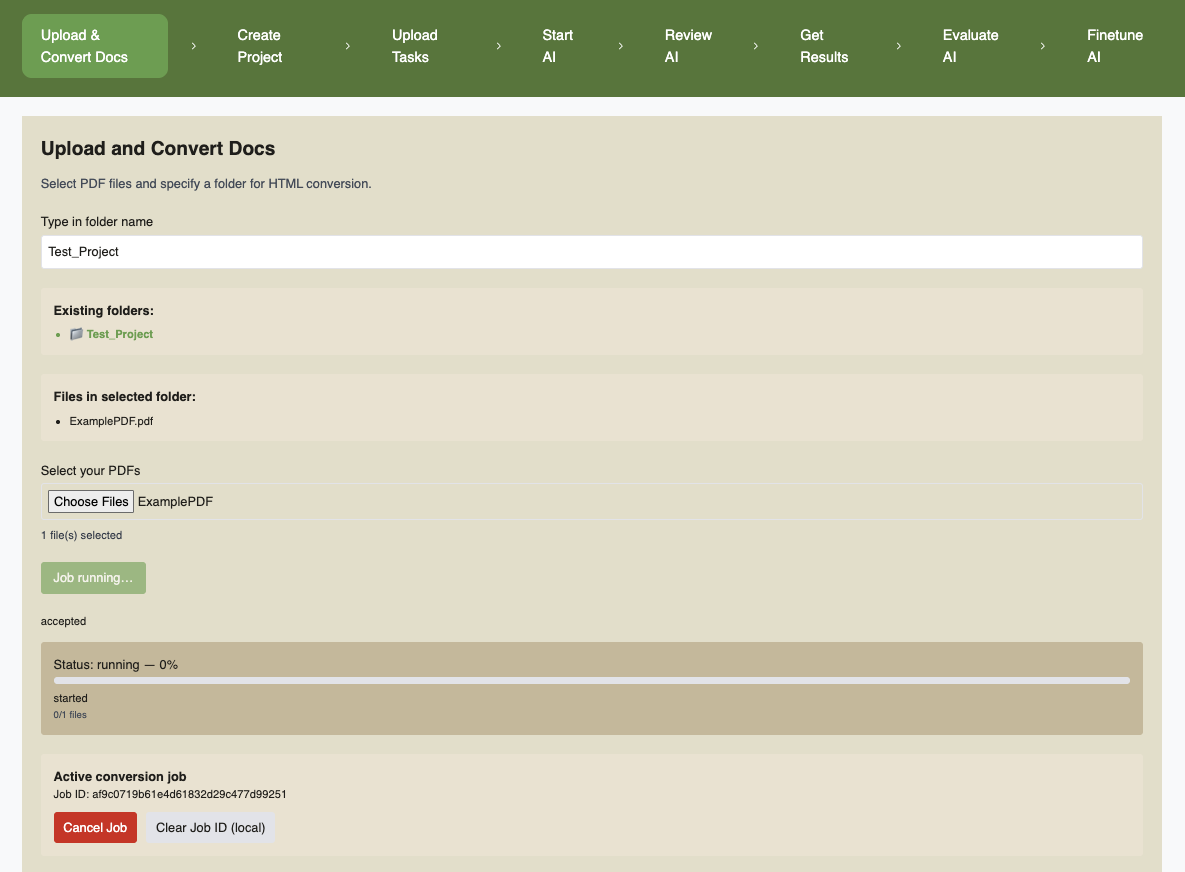 Upload &
Convert Docs
›
Create
Project
›
Upload
Tasks
›
Start
AI
›
Review
AI
›
Get
Results
›
Evaluate
AI
›
Finetune
AI
Upload and Convert Docs
Select PDF files and specify a folder for HTML conversion.
Type in folder name
Test_Project
Existing folders:
• Test_Project
Files in selected folder:
• ExamplePDF.pdf
Select your PDFs
Choose Files ExamplePDF
1 file(s) selected
Job running...
accepted
Status: running — 0%
started
0/1 files
Active conversion job
Job ID: af9c0719b61e4d61832d29c477d99251
Cancel Job Clear Job ID (local)